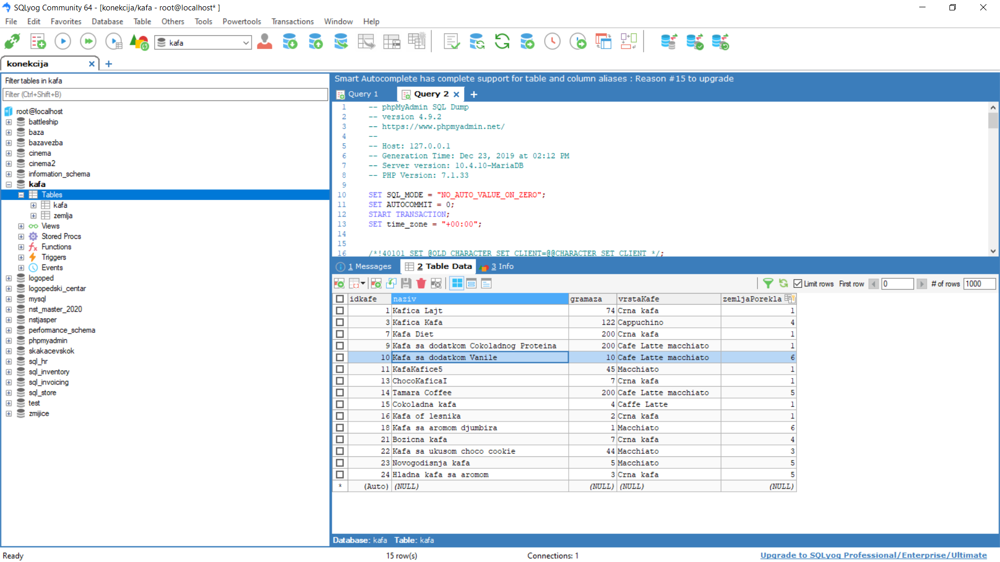 SQLyog Community 64 - [konekcija/kafa - root@localhost* ]
File Edit Favorites Database Table Others Tools Powertools Transactions Window Help
kafa
konekcija
Filter tables in kafa
Filter (Ctrl+Shift+B)
root@localhost
battleship
baza
bazavezba
cinema
cinema2
information_schema
kafa
Tables
kafa
zemlja
Views
Stored Procs
Functions
Triggers
Events
logoped
logopedski_centar
mysql
nst_master_2020
nstjasper
performance_schema
phpmyadmin
skakacevskok
sql_hr
sql_inventory
sql_invoicing
sql_store
test
zmijice
Smart Autocomplete has complete support for table and column aliases : Reason #15 to upgrade
Query 1 Query 2
1 -- phpMyAdmin SQL Dump
2 -- version 4.9.2
3 -- https://www.phpmyadmin.net/
4 --
5 -- Host: 127.0.0.1
6 -- Generation Time: Dec 23, 2019 at 02:12 PM
7 -- Server version: 10.4.10-MariaDB
8 -- PHP Version: 7.1.33
9
10 SET SQL_MODE = "NO_AUTO_VALUE_ON_ZERO";
11 SET AUTOCOMMIT = 0;
12 START TRANSACTION;
13 SET time_zone = "+00:00";
14
15
16 /*!40101 SET @OLD_CHARACTER_SET_CLIENT=@@CHARACTER_SET_CLIENT */;
1 Messages 2 Table Data 3 Info
Limit rows First row 0 # of rows 1000
idkafe naziv gramaza vrstaKafe zemljaPorekla
1 Kafica Lajt 74 Crna kafa 1
3 Kafica Kafa 122 Cappuchino 4
7 Kafa Diet 200 Crna kafa 1
9 Kafa sa dodatkom Cokoladnog Proteina 200 Cafe Latte macchiato 1
10 Kafa sa dodatkom Vanile 10 Cafe Latte macchiato 6
11 KafaKafice5 45 Macchiato 1
13 ChocoKaficaI 7 Crna kafa 1
14 Tamara Coffee 200 Cafe Latte macchiato 5
15 Cokoladna kafa 4 Caffe Latte 1
16 Kafa of lesnika 2 Crna kafa 1
18 Kafa sa aromom djumbira 1 Macchiato 6
21 Bozicna kafa 7 Crna kafa 4
22 Kafa sa ukusom choco cookie 44 Macchiato 3
23 Novogodisnja kafa 5 Macchiato 5
24 Hladna kafa sa aromom 3 Crna kafa 5
* (Auto) (NULL) (NULL) (NULL) (NULL)
Database: kafa Table: kafa
Ready 15 row(s) Connections: 1 Upgrade to SQLyog Professional/Enterprise/Ultimate